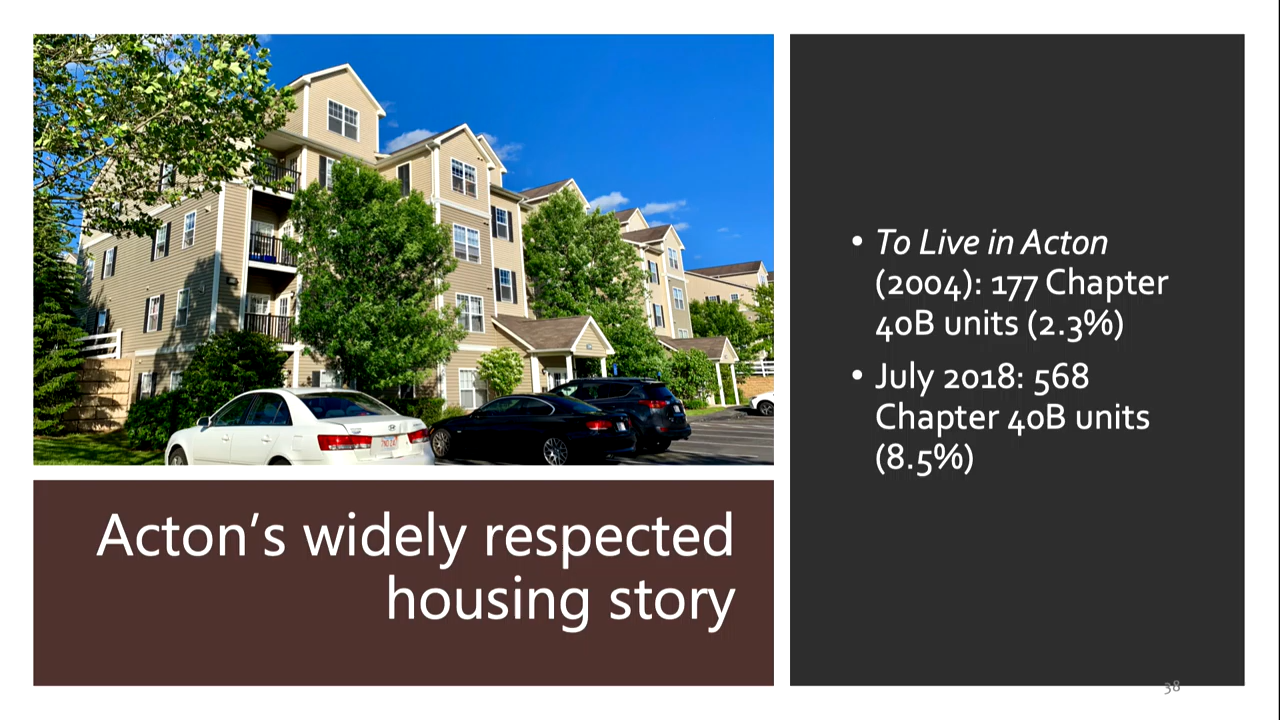 Acton’s widely respected
housing story
• To Live in Acton
(2004): 177 Chapter
40B units (2.3%)
• July 2018: 568
Chapter 40B units
(8.5%)
38